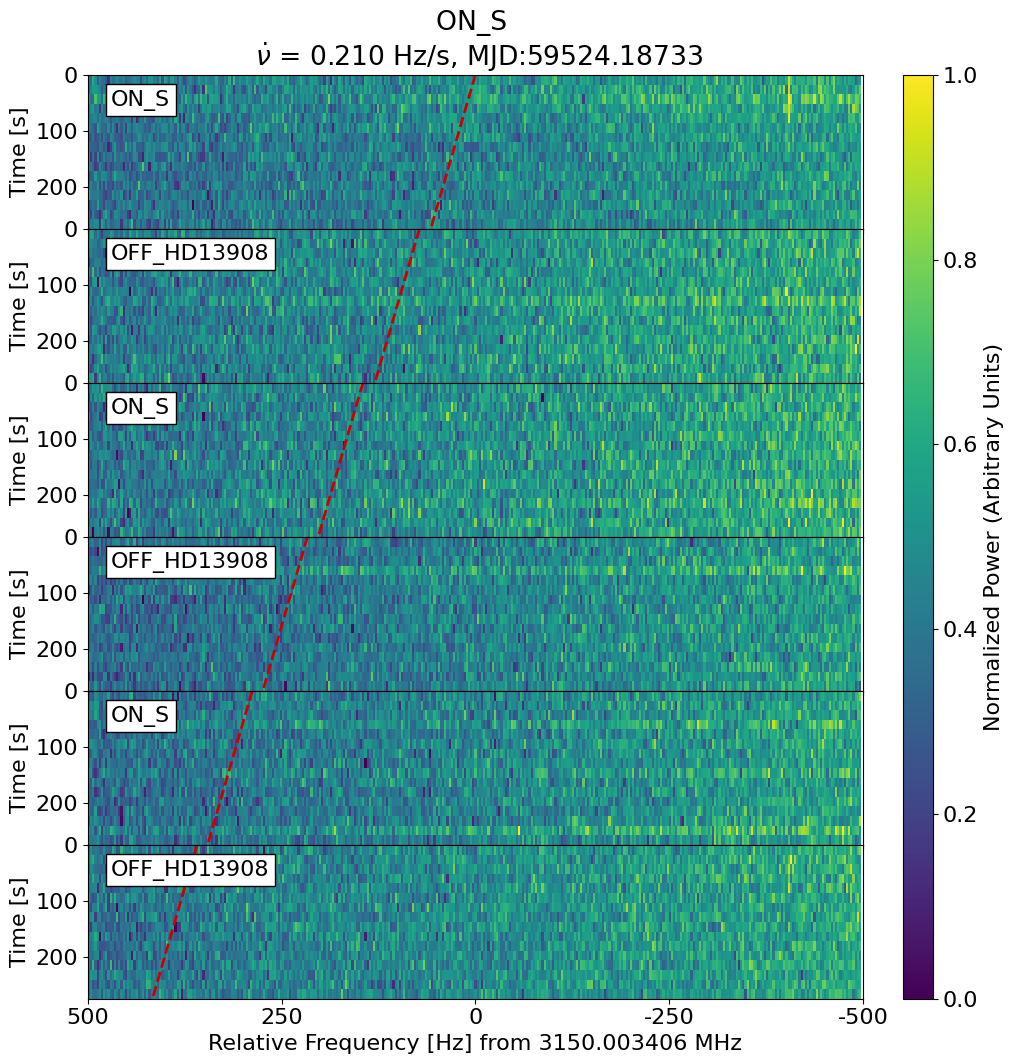 ON_S
ν̇ = 0.210 Hz/s, MJD:59524.18733
0
100
200
Time [s]
ON_S
0
100
200
Time [s]
OFF_HD13908
0
100
200
Time [s]
ON_S
0
100
200
Time [s]
OFF_HD13908
0
100
200
Time [s]
ON_S
0
100
200
Time [s]
OFF_HD13908
500
250
0
-250
-500
Relative Frequency [Hz] from 3150.003406 MHz
1.0
0.8
0.6
0.4
0.2
0.0
Normalized Power (Arbitrary Units)